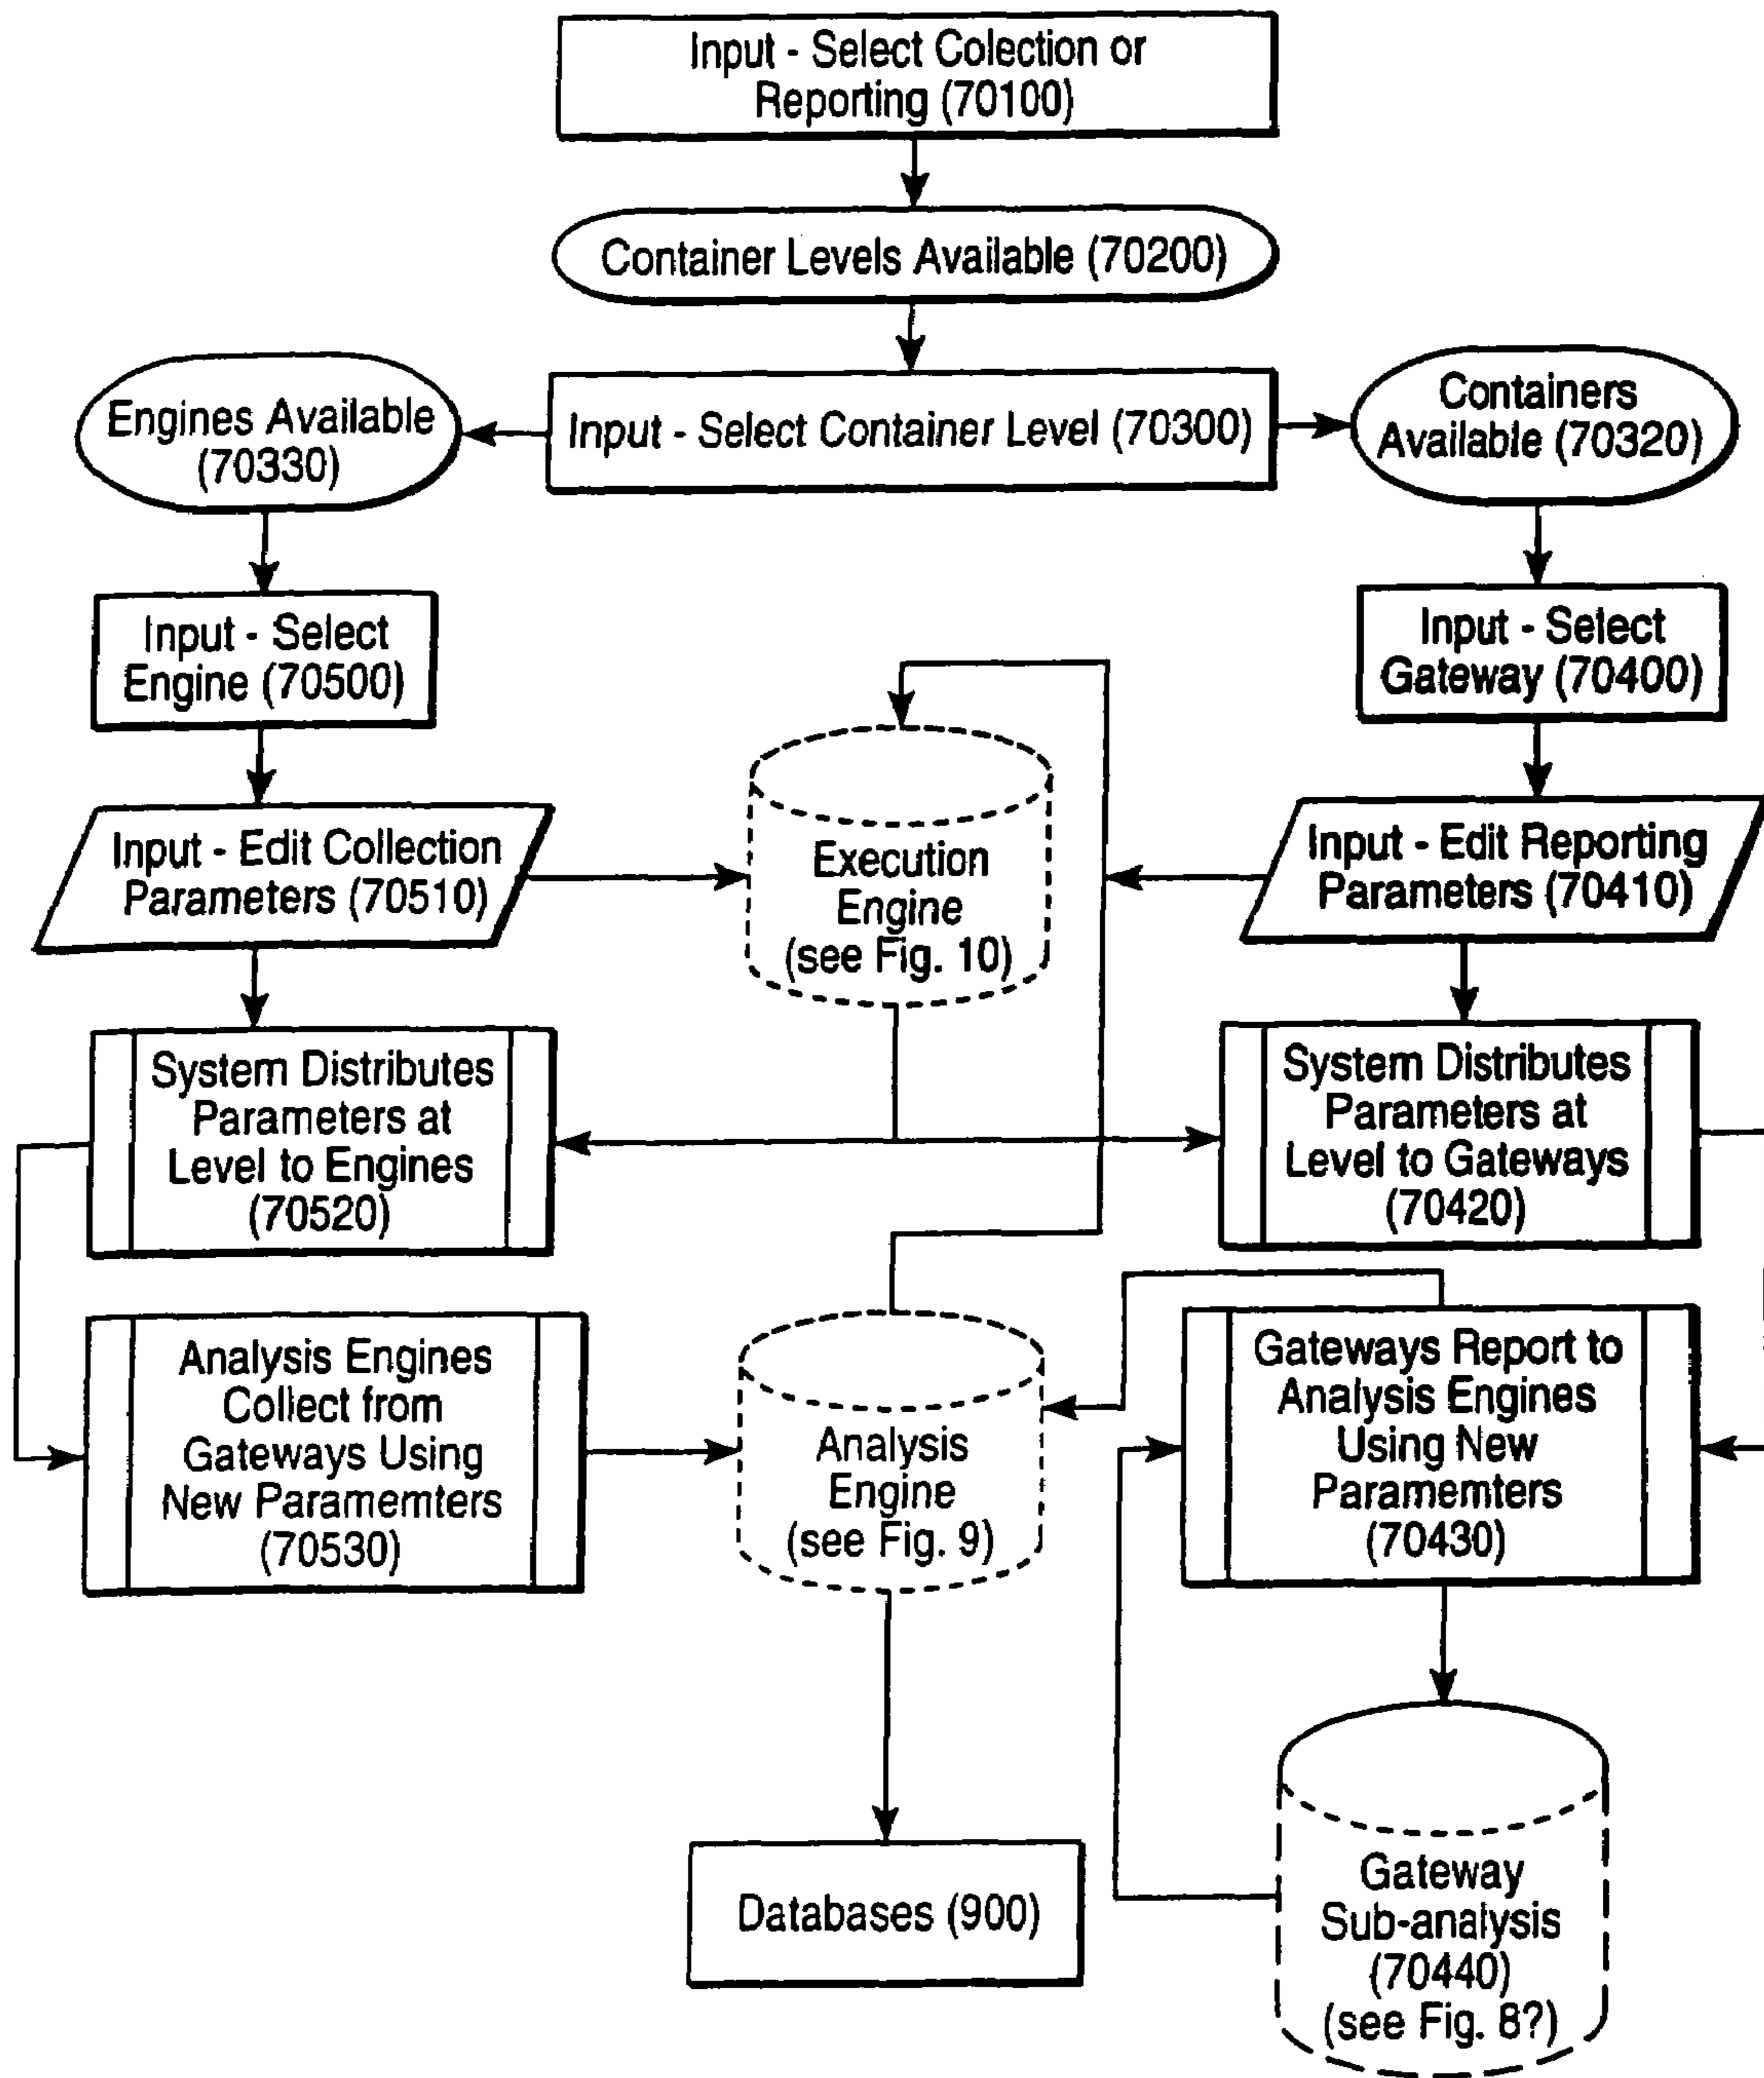 Input - Select Colection or
Reporting (70100)
Container Levels Available (70200)
Engines Available
(70330)
Input - Select Container Level (70300)
Containers
Available (70320)
Input - Select
Engine (70500)
Input - Select
Gateway (70400)
Input - Edit Collection
Parameters (70510)
Execution
Engine
(see Fig. 10)
Input - Edit Reporting
Parameters (70410)
System Distributes
Parameters at
Level to Engines
(70520)
System Distributes
Parameters at
Level to Gateways
(70420)
Analysis Engines
Collect from
Gateways Using
New Paramemters
(70530)
Analysis
Engine
(see Fig. 9)
Gateways Report to
Analysis Engines
Using New
Paramemters
(70430)
Databases (900)
Gateway
Sub-analysis
(70440)
(see Fig. 8?)